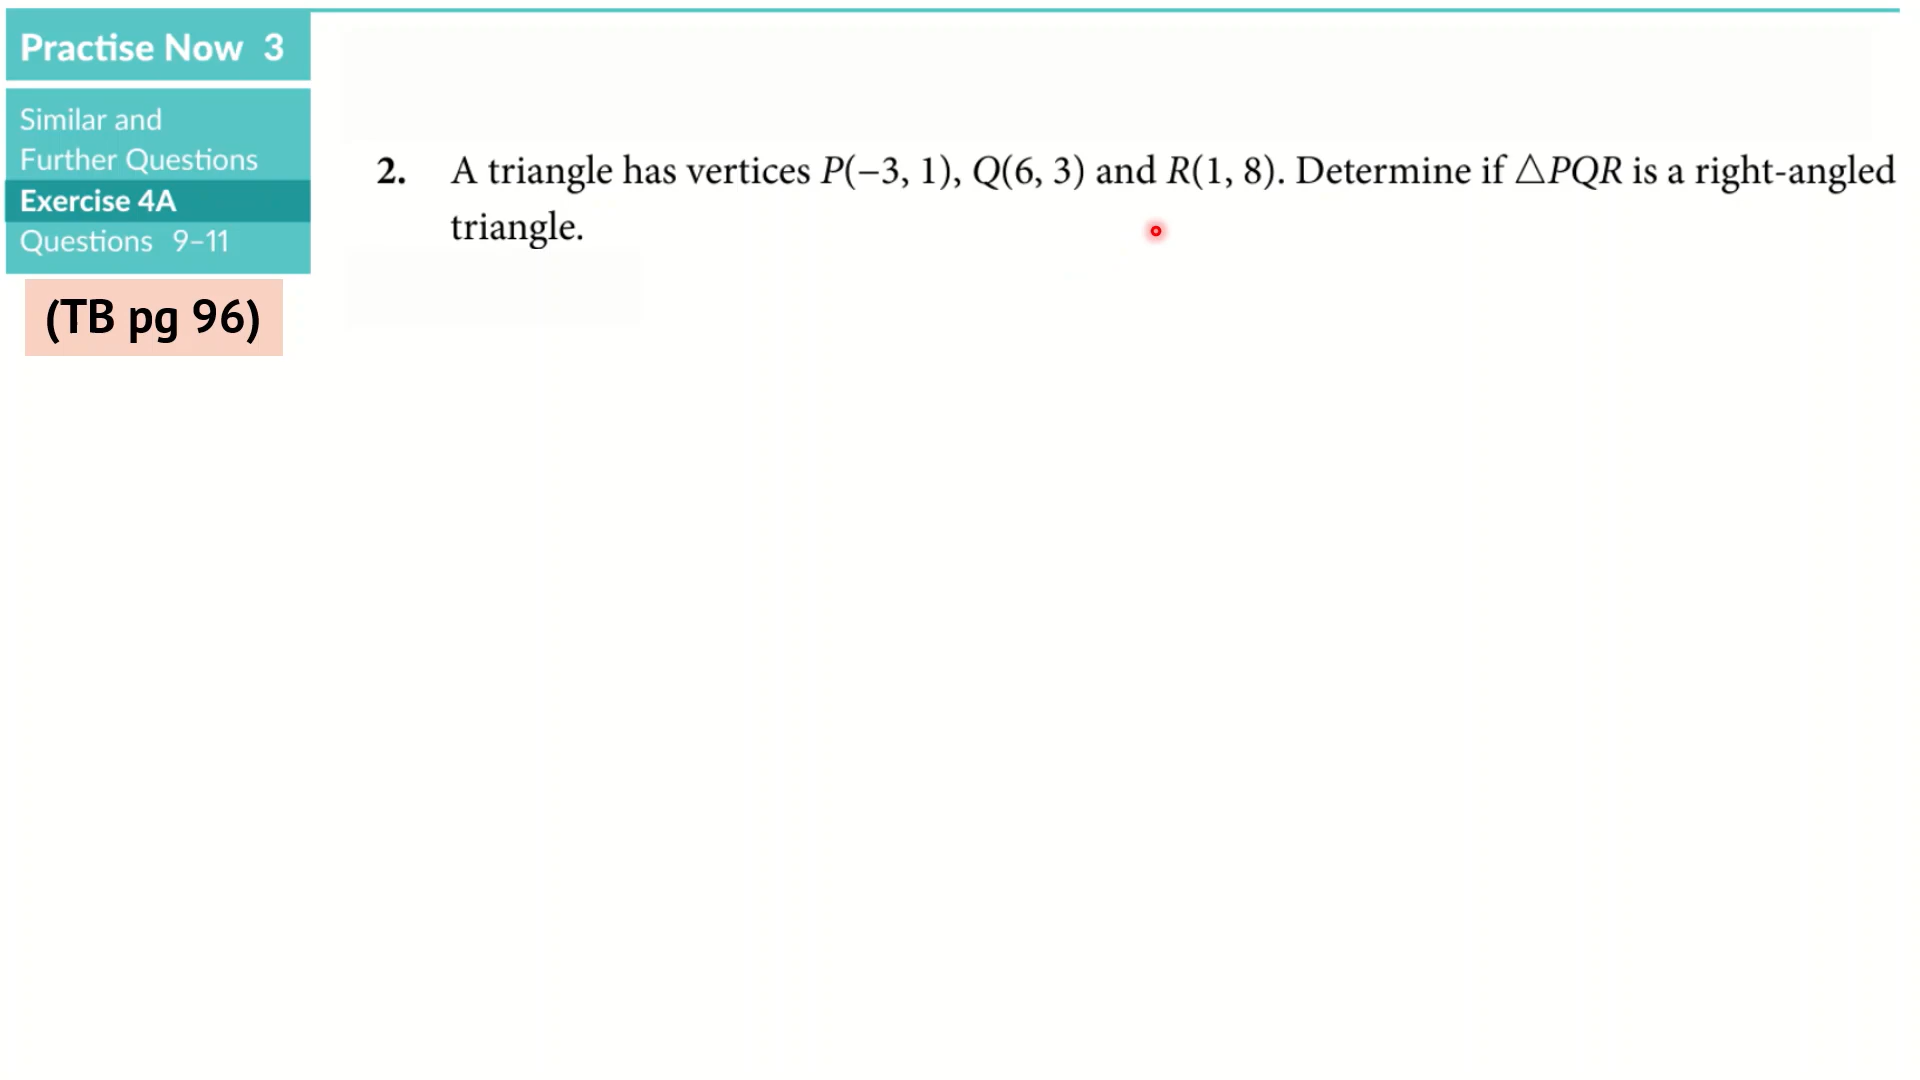 Practise Now 3
Similar and
Further Questions
Exercise 4A
Questions 9–11
(TB pg 96)
2. A triangle has vertices P(−3, 1), Q(6, 3) and R(1, 8). Determine if △PQR is a right-angled
triangle.